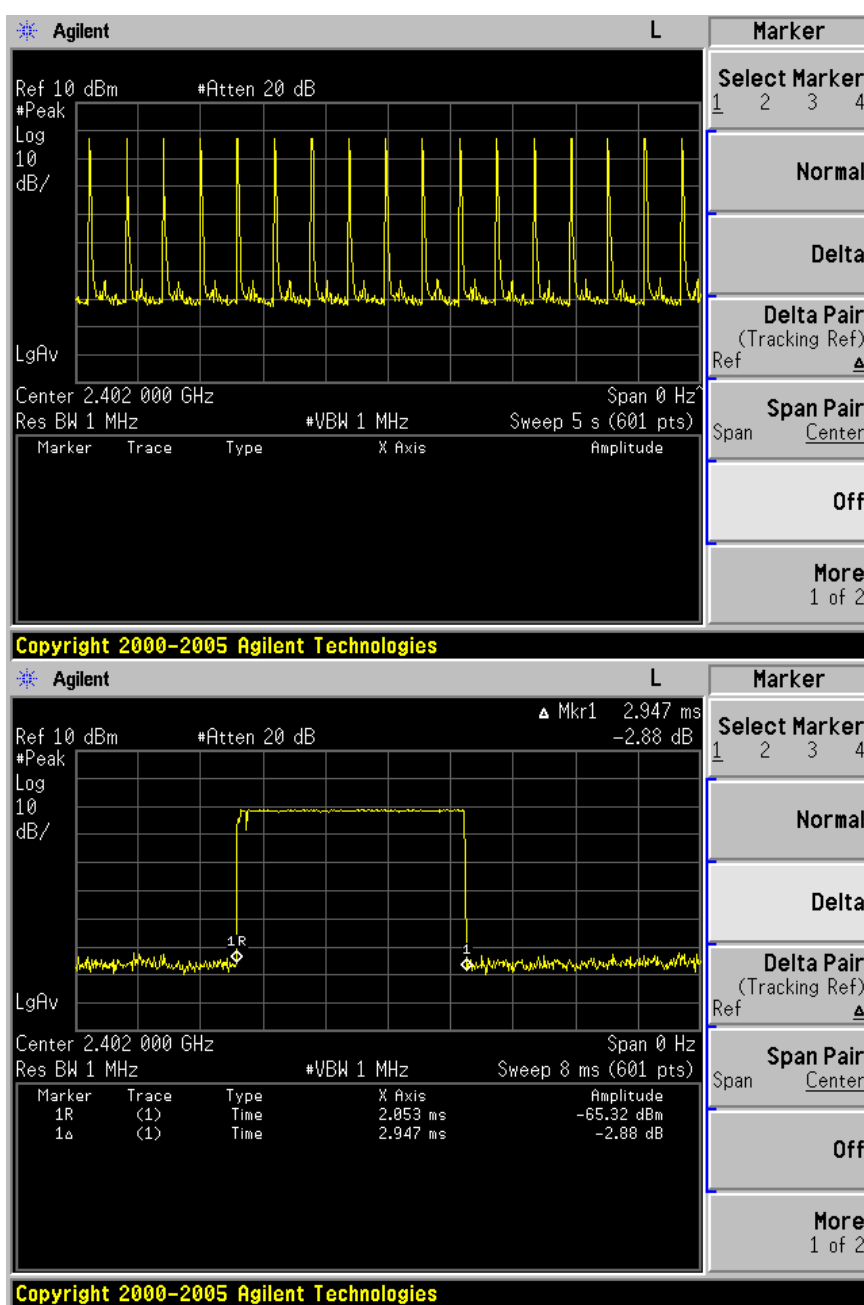 Agilent L Marker
Ref 10 dBm #Atten 20 dB
#Peak
Log
10
dB/
LgAv
Center 2.402 000 GHz Span 0 Hz^
Res BW 1 MHz #VBW 1 MHz Sweep 5 s (601 pts)
Marker Trace Type X Axis Amplitude
Select Marker
1 2 3 4
Normal
Delta
Delta Pair
(Tracking Ref)
Ref Δ
Span Pair
Span Center
Off
More
1 of 2
Copyright 2000-2005 Agilent Technologies
Agilent L Marker
Δ Mkr1 2.947 ms
Ref 10 dBm #Atten 20 dB -2.88 dB
#Peak
Log
10
dB/
1R
1
LgAv
Center 2.402 000 GHz Span 0 Hz
Res BW 1 MHz #VBW 1 MHz Sweep 8 ms (601 pts)
Marker Trace Type X Axis Amplitude
1R (1) Time 2.053 ms -65.32 dBm
1Δ (1) Time 2.947 ms -2.88 dB
Select Marker
1 2 3 4
Normal
Delta
Delta Pair
(Tracking Ref)
Ref Δ
Span Pair
Span Center
Off
More
1 of 2
Copyright 2000-2005 Agilent Technologies